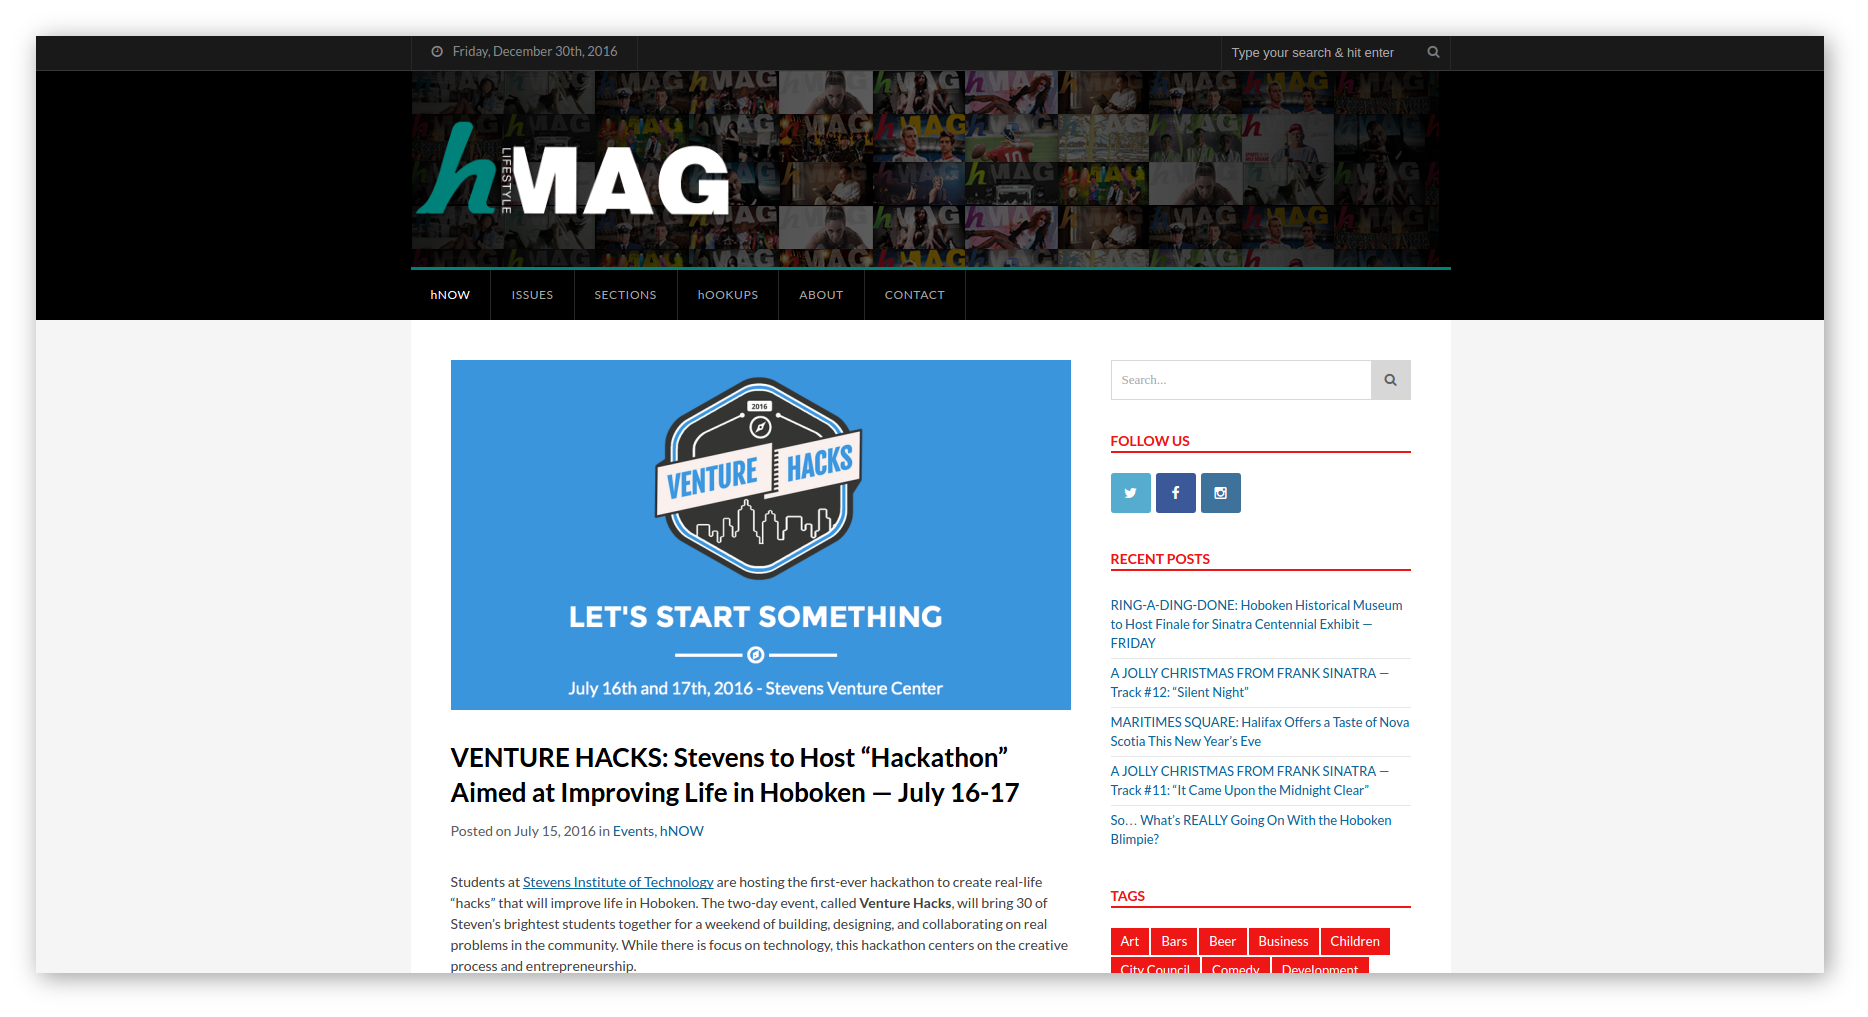 Friday, December 30th, 2016
Type your search & hit enter
h LIFESTYLE MAG
hNOW
ISSUES
SECTIONS
hOOKUPS
ABOUT
CONTACT
2016
VENTURE HACKS
LET'S START SOMETHING
July 16th and 17th, 2016 - Stevens Venture Center
VENTURE HACKS: Stevens to Host “Hackathon”
Aimed at Improving Life in Hoboken — July 16-17
Posted on July 15, 2016 in Events, hNOW
Students at Stevens Institute of Technology are hosting the first-ever hackathon to create real-life
“hacks” that will improve life in Hoboken. The two-day event, called Venture Hacks, will bring 30 of
Steven’s brightest students together for a weekend of building, designing, and collaborating on real
problems in the community. While there is focus on technology, this hackathon centers on the creative
process and entrepreneurship.
Search...
FOLLOW US
RECENT POSTS
RING-A-DING-DONE: Hoboken Historical Museum
to Host Finale for Sinatra Centennial Exhibit —
FRIDAY
A JOLLY CHRISTMAS FROM FRANK SINATRA —
Track #12: “Silent Night”
MARITIMES SQUARE: Halifax Offers a Taste of Nova
Scotia This New Year’s Eve
A JOLLY CHRISTMAS FROM FRANK SINATRA —
Track #11: “It Came Upon the Midnight Clear”
So… What’s REALLY Going On With the Hoboken
Blimpie?
TAGS
Art Bars Beer Business Children
City Council Comedy Development